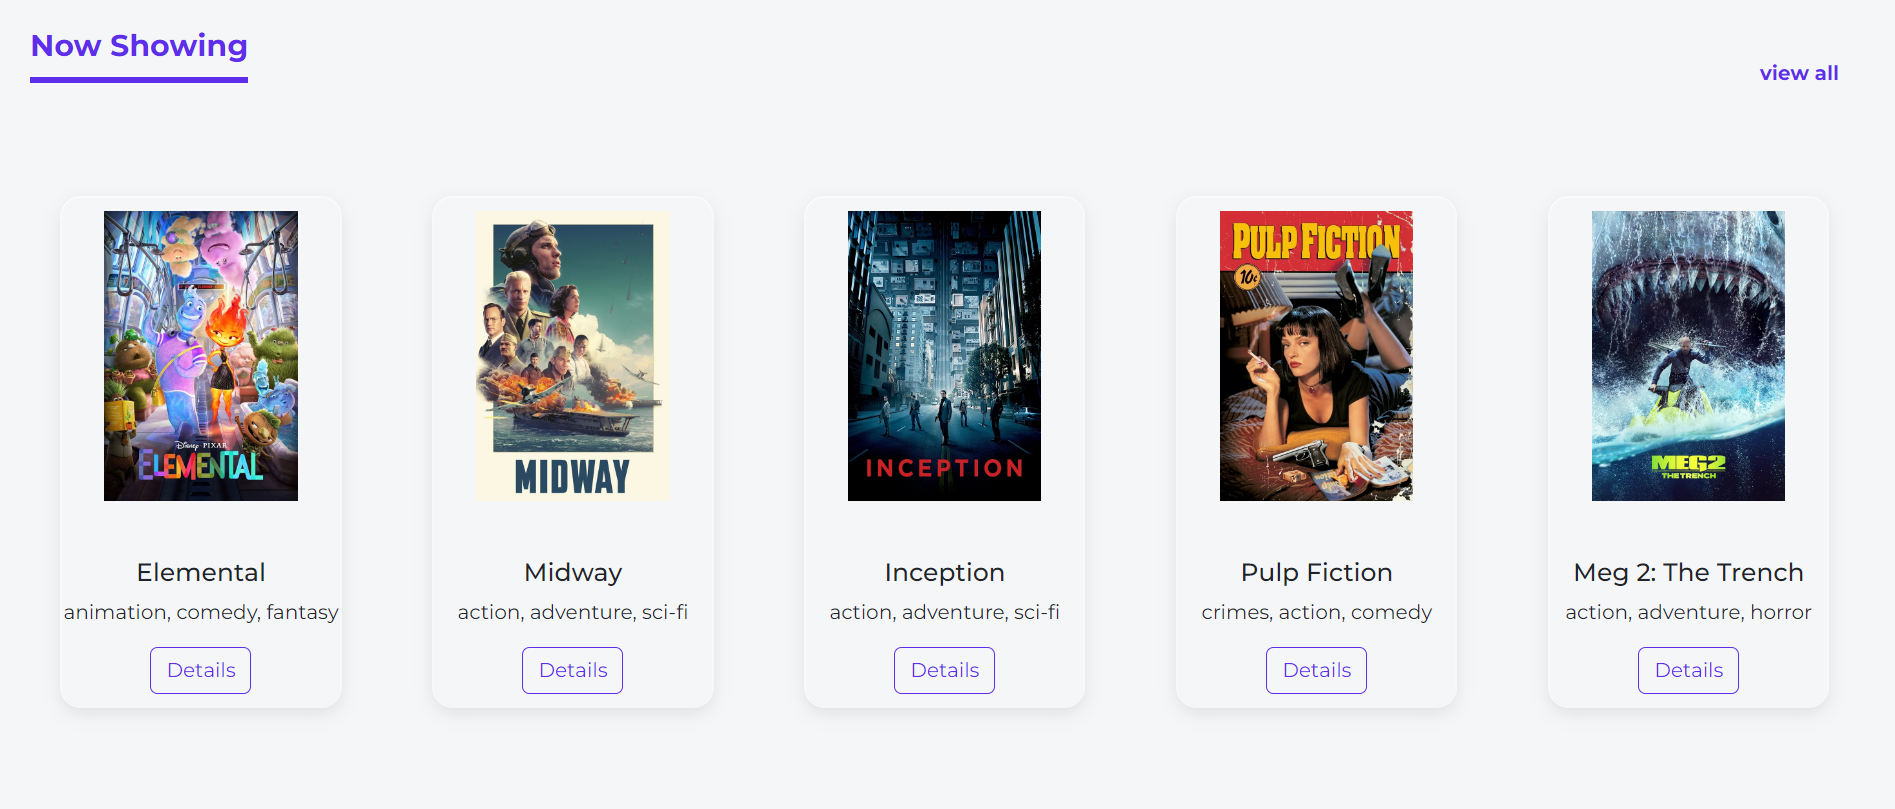 Now Showing
view all
Disney PIXAR
ELEMENTAL
MIDWAY
INCEPTION
PULP FICTION
10¢
MEG2
THE TRENCH
Elemental
Midway
Inception
Pulp Fiction
Meg 2: The Trench
animation, comedy, fantasy
action, adventure, sci-fi
action, adventure, sci-fi
crimes, action, comedy
action, adventure, horror
Details
Details
Details
Details
Details